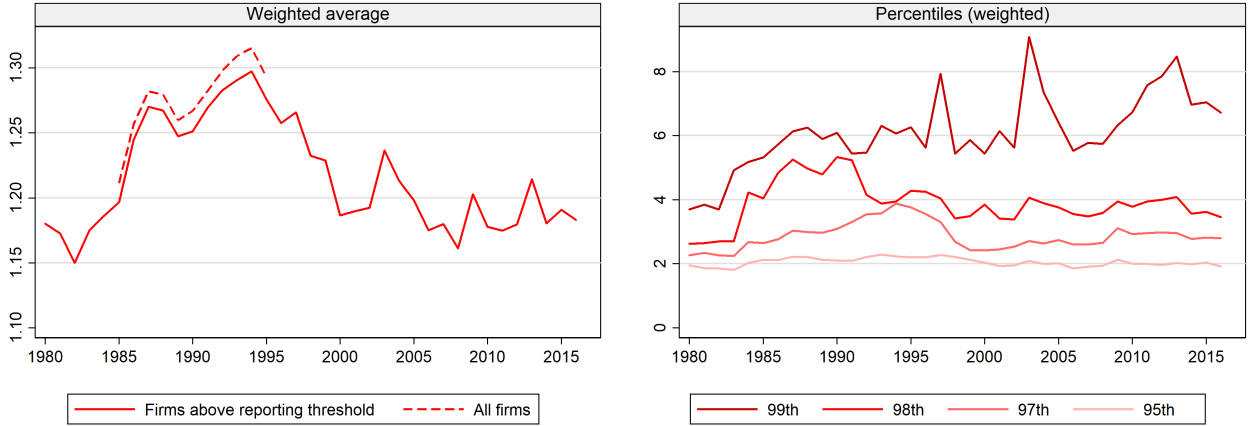 Weighted average
1.30
1.25
1.20
1.15
1.10
1980 1985 1990 1995 2000 2005 2010 2015
Firms above reporting threshold All firms
Percentiles (weighted)
8
6
4
2
0
1980 1985 1990 1995 2000 2005 2010 2015
99th 98th 97th 95th